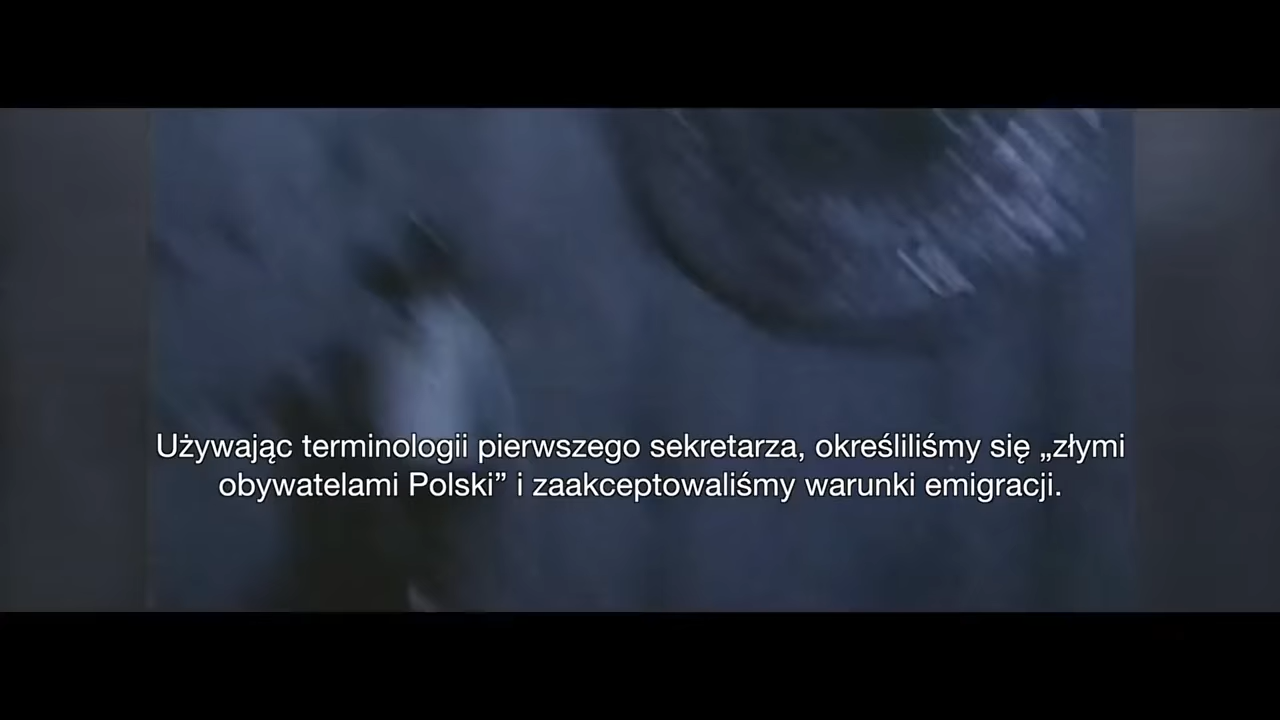 Używając terminologii pierwszego sekretarza, określiliśmy się „złymi
obywatelami Polski” i zaakceptowaliśmy warunki emigracji.